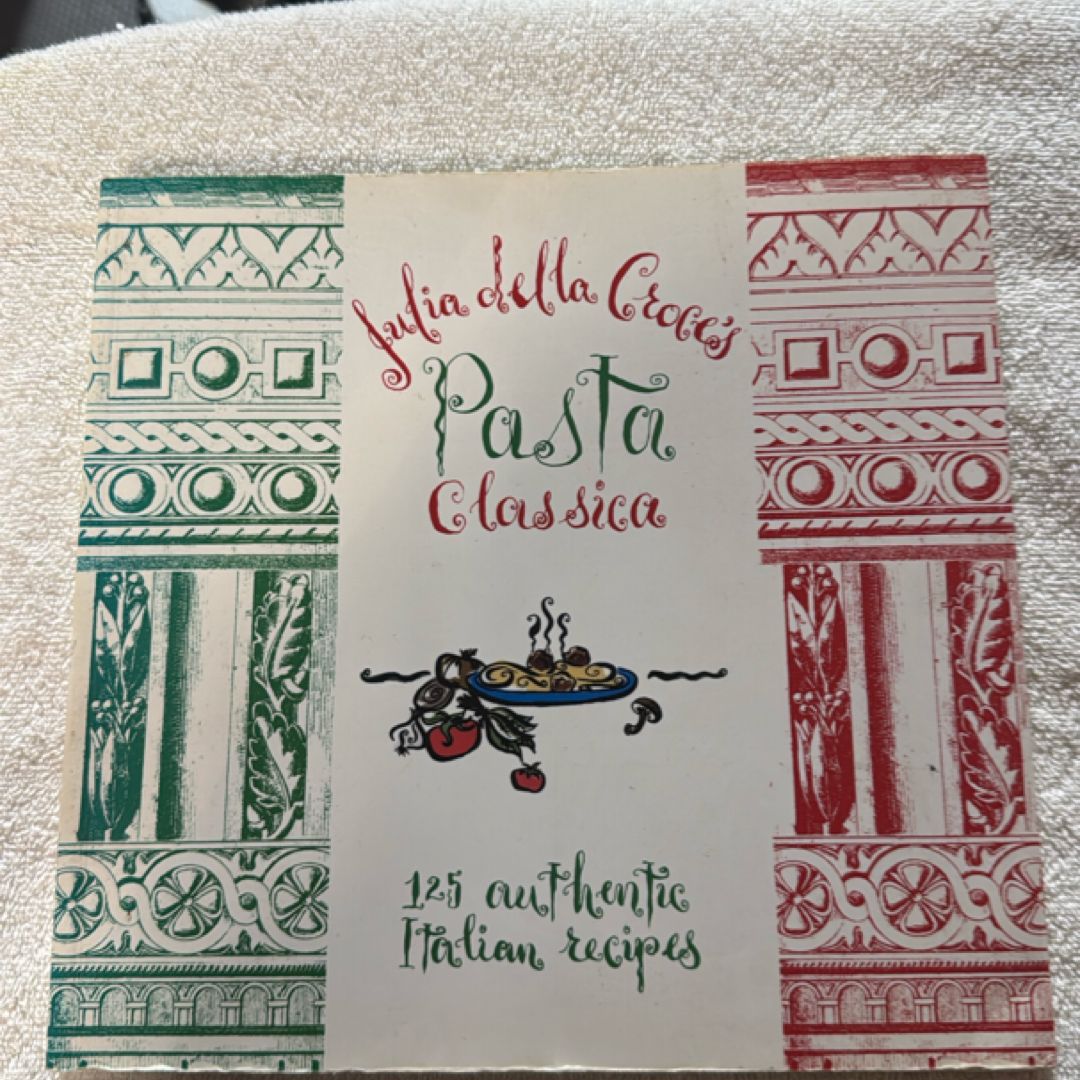 Julia della Croce's
Pasta
Classica
125 authentic
Italian recipes